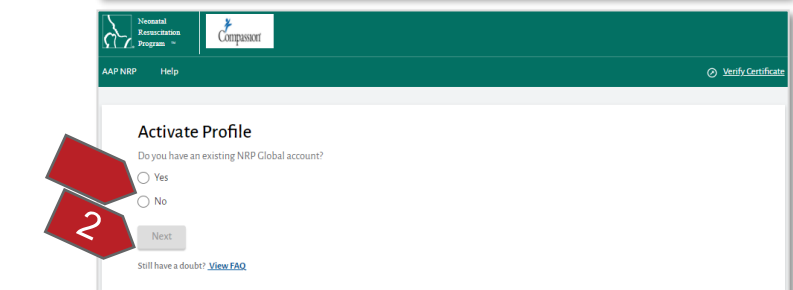 Neonatal
Resuscitation
Program ™
Compassion
AAP NRP Help Verify Certificate
Activate Profile
Do you have an existing NRP Global account?
Yes
No
2
Next
Still have a doubt? View FAQ